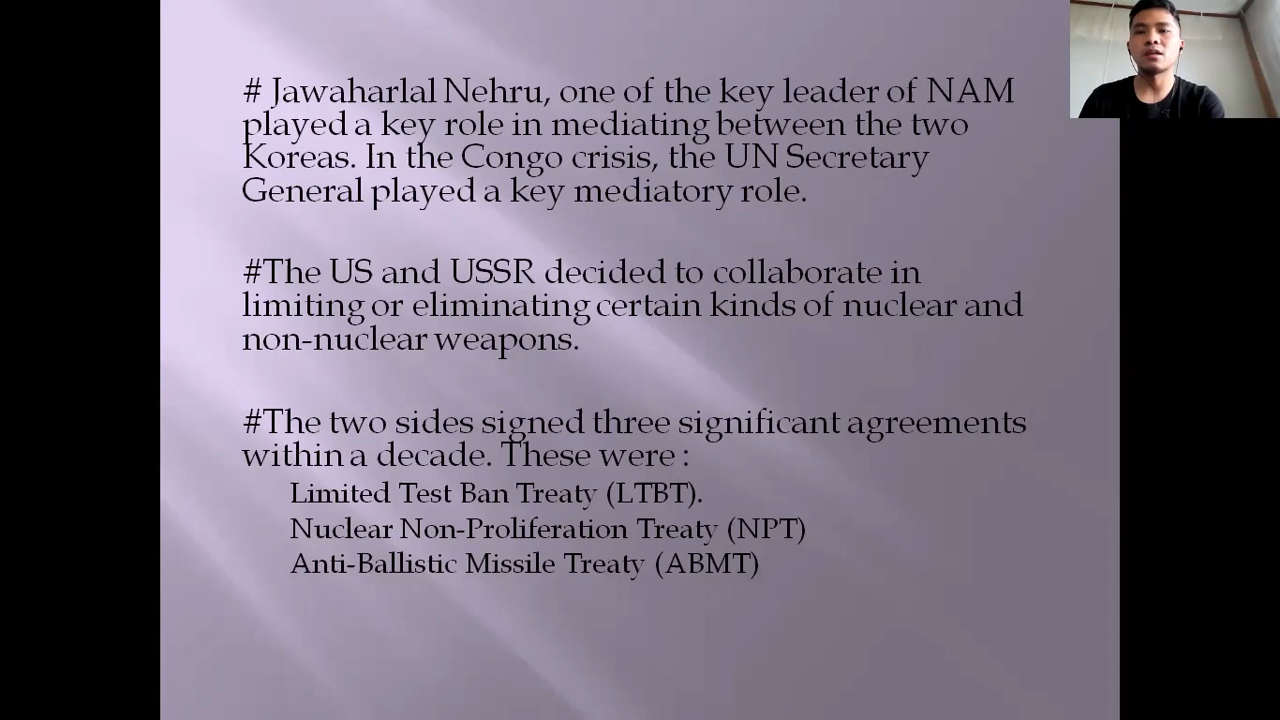 # Jawaharlal Nehru, one of the key leader of NAM
played a key role in mediating between the two
Koreas. In the Congo crisis, the UN Secretary
General played a key mediatory role.
#The US and USSR decided to collaborate in
limiting or eliminating certain kinds of nuclear and
non-nuclear weapons.
#The two sides signed three significant agreements
within a decade. These were :
Limited Test Ban Treaty (LTBT).
Nuclear Non-Proliferation Treaty (NPT)
Anti-Ballistic Missile Treaty (ABMT)